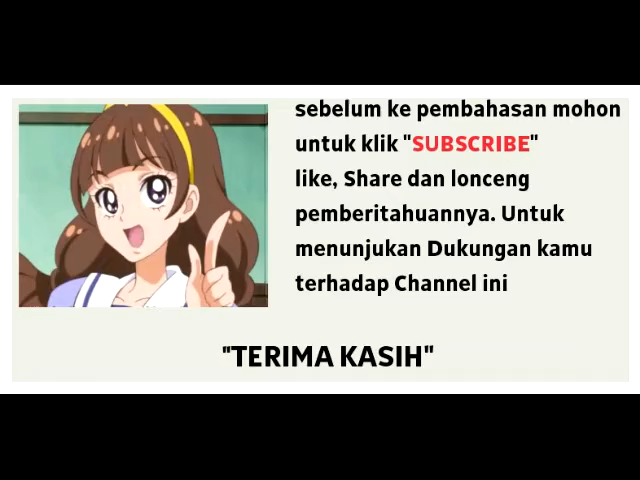 sebelum ke pembahasan mohon
untuk klik "SUBSCRIBE"
like, Share dan lonceng
pemberitahuannya. Untuk
menunjukan Dukungan kamu
terhadap Channel ini
"TERIMA KASIH"